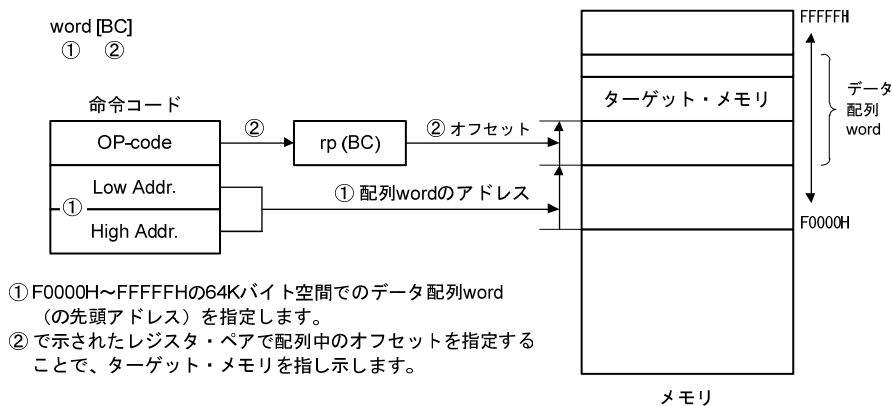 word [BC]
① ②
命令コード
OP-code
Low Addr.
①
High Addr.
②
rp (BC)
② オフセット
① 配列wordのアドレス
FFFFFH
ターゲット・メモリ
データ
配列
word
F0000H
メモリ
① F0000H～FFFFFHの64Kバイト空間でのデータ配列word
（の先頭アドレス）を指定します。
② で示されたレジスタ・ペアで配列中のオフセットを指定する
ことで、ターゲット・メモリを指し示します。